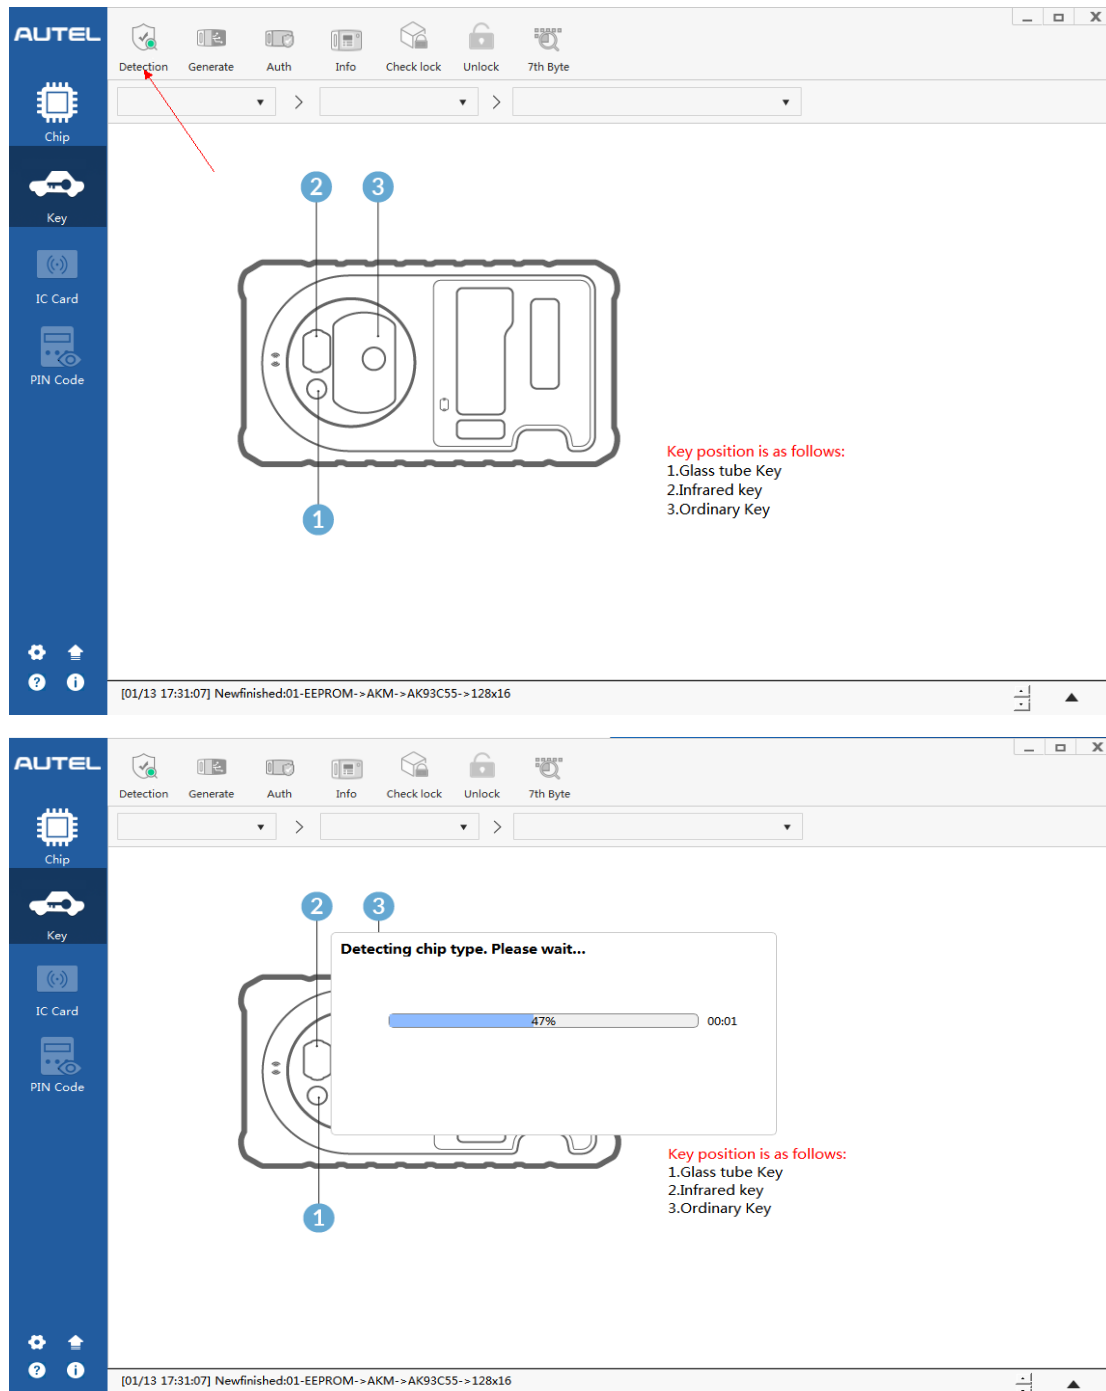 AUTEL
Detection Generate Auth Info Check lock Unlock 7th Byte
Chip
Key
IC Card
PIN Code
2 3
1
Key position is as follows:
1.Glass tube Key
2.Infrared key
3.Ordinary Key
[01/13 17:31:07] Newfinished:01-EEPROM->AKM->AK93C55->128x16
AUTEL
Detection Generate Auth Info Check lock Unlock 7th Byte
Chip
Key
IC Card
PIN Code
2 3
Detecting chip type. Please wait...
47% 00:01
1
Key position is as follows:
1.Glass tube Key
2.Infrared key
3.Ordinary Key
[01/13 17:31:07] Newfinished:01-EEPROM->AKM->AK93C55->128x16